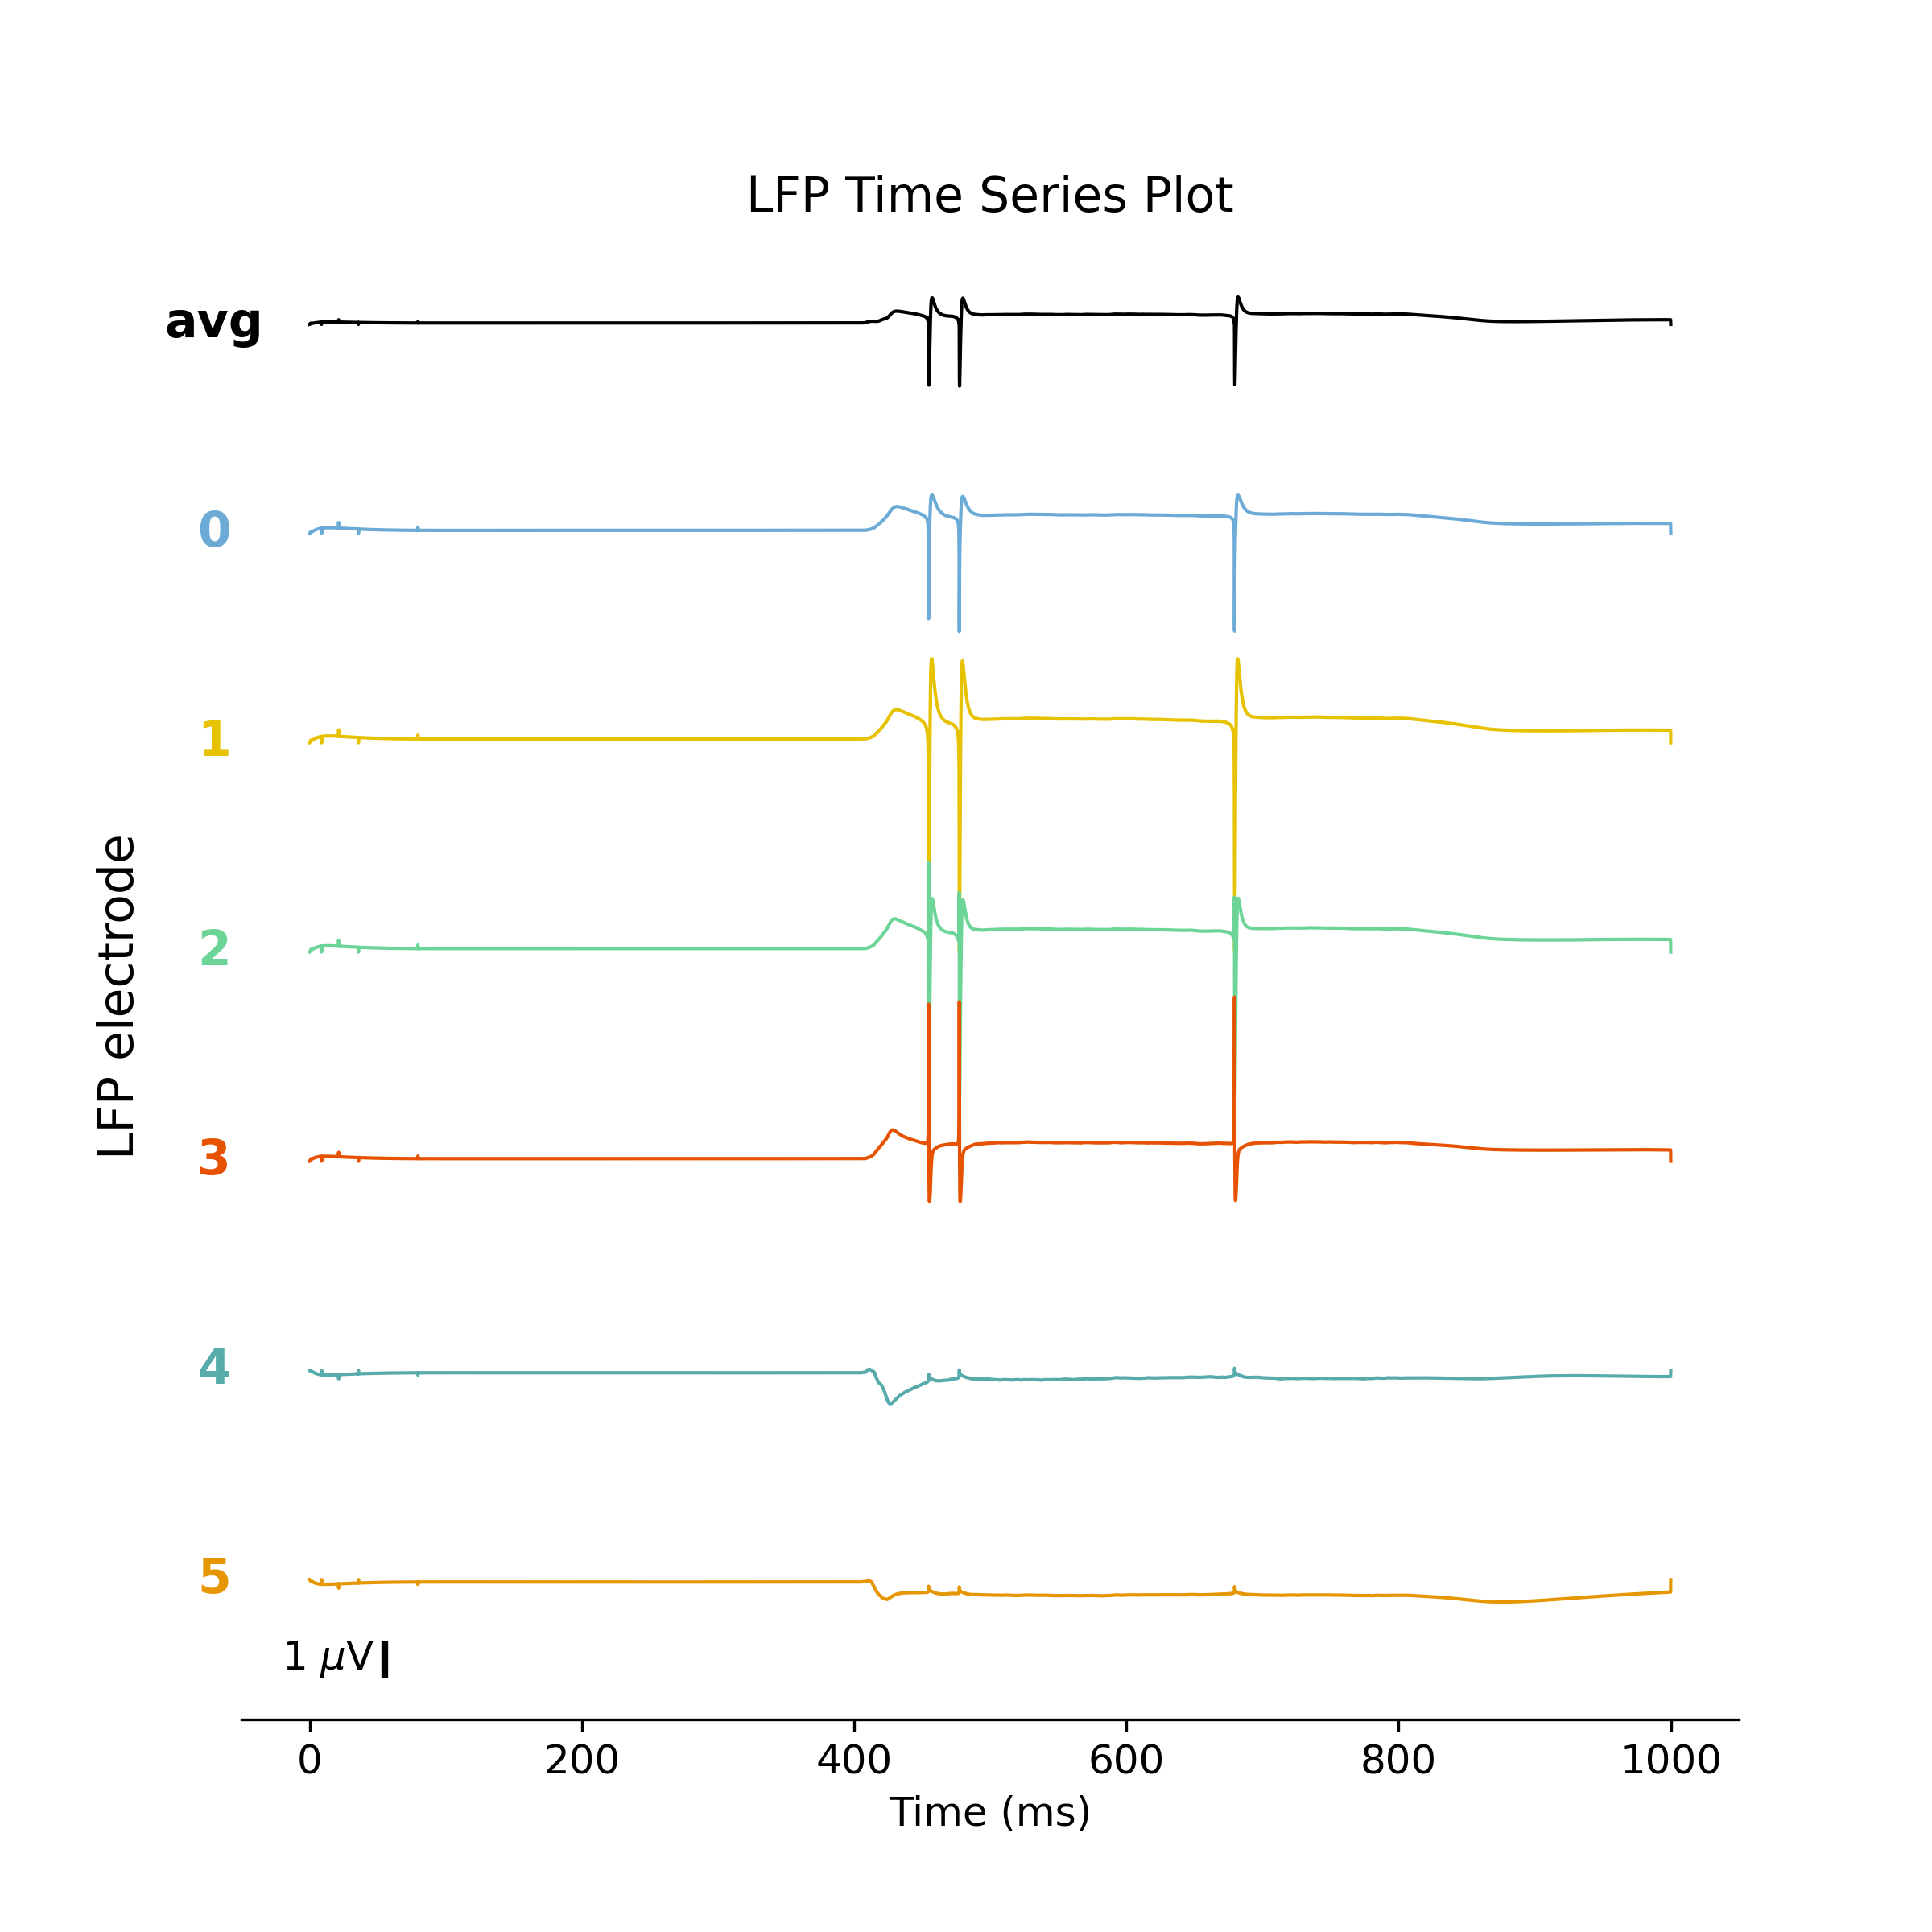 LFP Time Series Plot
avg
0
1
2
3
4
5
LFP electrode
1 μV
0 200 400 600 800 1000
Time (ms)